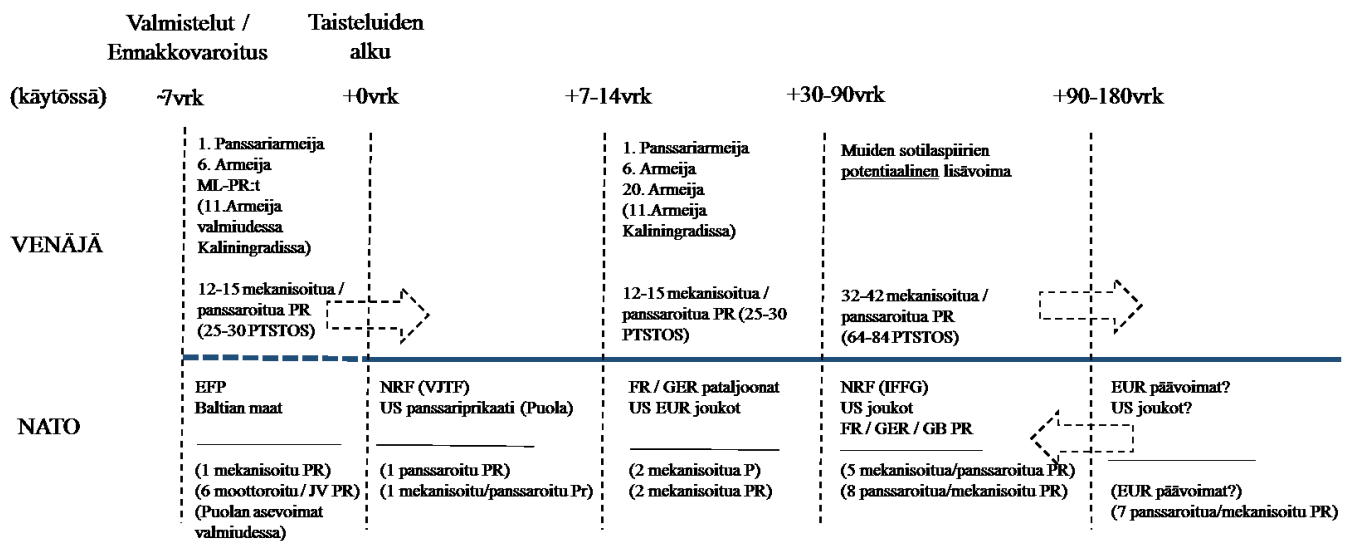 Valmistelut /
Ennakkovaroitus
Taisteluiden
alku
(käytössä)
~7vrk
+0vrk
+7-14vrk
+30-90vrk
+90-180vrk
VENÄJÄ
1. Panssariarmeija
6. Armeija
ML-PR:t
(11.Armeija
valmiudessa
Kaliningradissa)
12-15 mekanisoitua /
panssaroitua PR
(25-30 PTSTOS)
1. Panssariarmeija
6. Armeija
20. Armeija
(11.Armeija
Kaliningradissa)
12-15 mekanisoitua /
panssaroitua PR (25-30
PTSTOS)
Muiden sotilaspiirien
potentiaalinen lisävoima
32-42 mekanisoitua /
panssaroitua PR
(64-84 PTSTOS)
NATO
EFP
Baltian maat
(1 mekanisoitu PR)
(6 moottoroitu / JV PR)
(Puolan asevoimat
valmiudessa)
NRF (VJTF)
US panssariprikaati (Puola)
(1 panssaroitu PR)
(1 mekanisoitu/panssaroitu Pr)
FR / GER pataljoonat
US EUR joukot
(2 mekanisoitua P)
(2 mekanisoitua PR)
NRF (IFFG)
US joukot
FR / GER / GB PR
(5 mekanisoitua/panssaroitua PR)
(8 panssaroitua/mekanisoitu PR)
EUR päävoimat?
US joukot?
(EUR päävoimat?)
(7 panssaroitua/mekanisoitu PR)